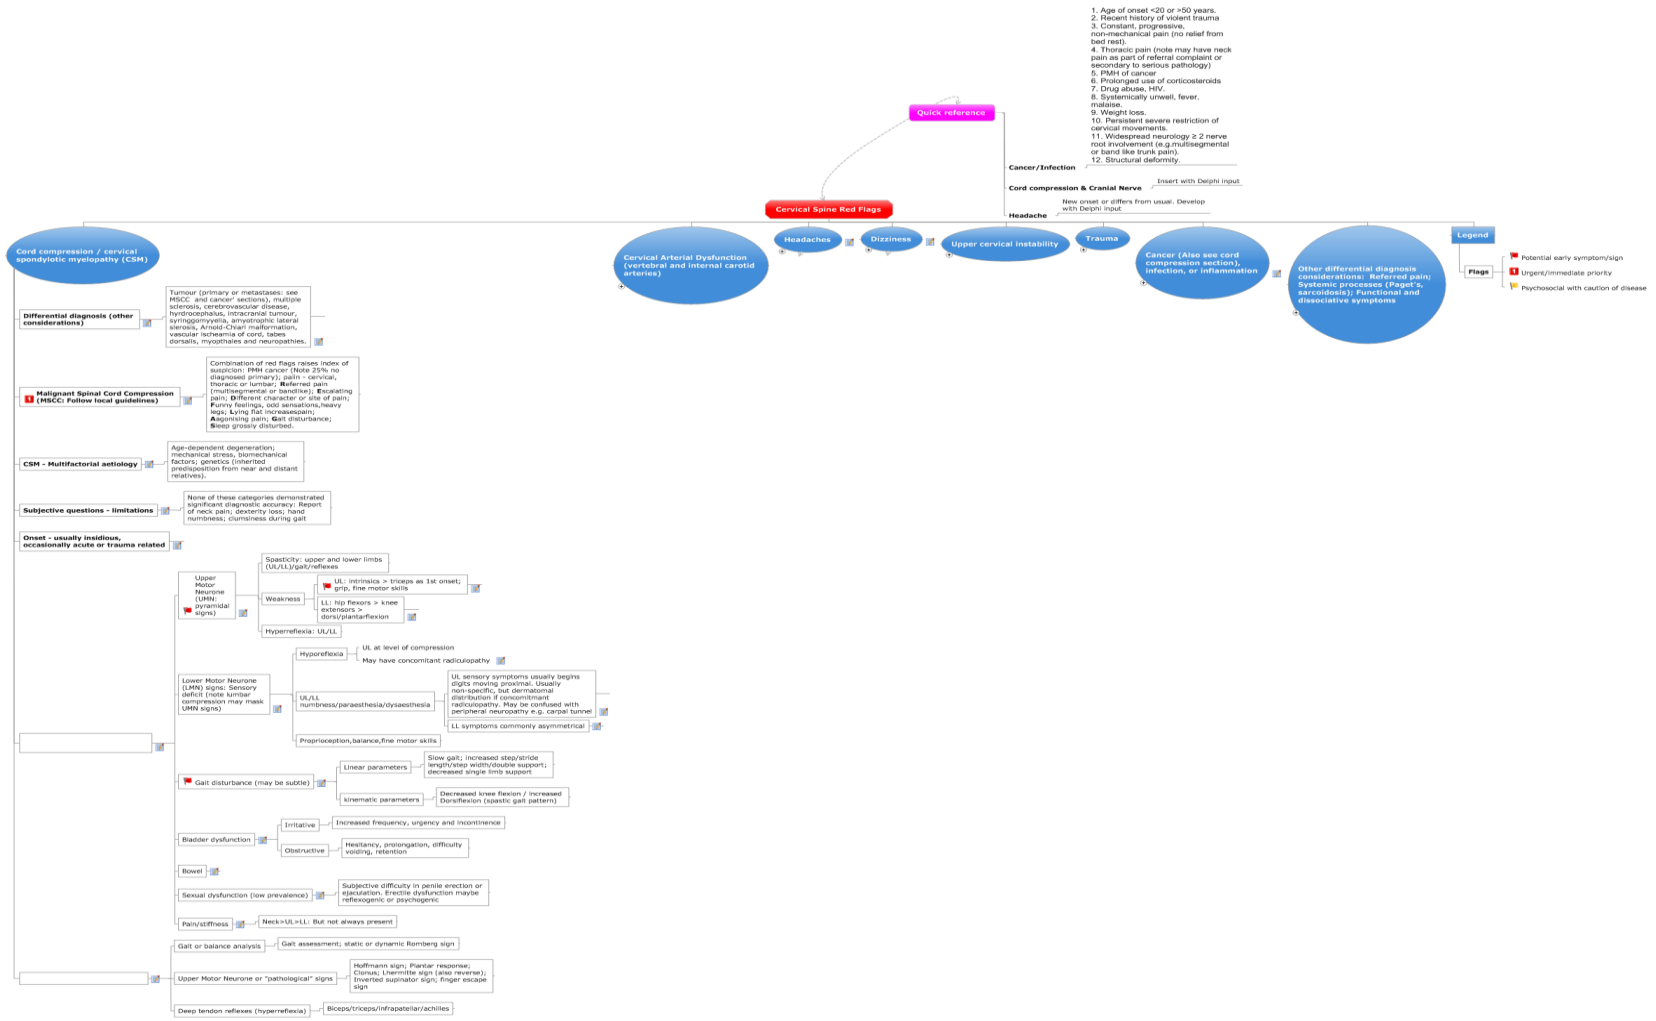 1. Age of onset <20 or >50 years.
2. Recent history of violent trauma
3. Constant, progressive,
non-mechanical pain (no relief from
bed rest).
4. Thoracic pain (note may have neck
pain as part of referral complaint or
secondary to serious pathology)
5. PMH of cancer
6. Prolonged use of corticosteroids
7. Drug abuse, HIV.
8. Systemically unwell, fever,
malaise.
9. Weight loss.
10. Persistent severe restriction of
cervical movements.
11. Widespread neurology ≥ 2 nerve
root involvement (e.g.multisegmental
or band like trunk pain).
12. Structural deformity.
Quick reference
Cancer/Infection
Cord compression & Cranial Nerve
Insert with Delphi input
Headache
New onset or differs from usual. Develop
with Delphi input
Cervical Spine Red Flags
Cord compression / cervical
spondylotic myelopathy (CSM)
Cervical Arterial Dysfunction
(vertebral and internal carotid
arteries)
Headaches
Dizziness
Upper cervical instability
Trauma
Cancer (Also see cord
compression section),
infection, or inflammation
Other differential diagnosis
considerations: Referred pain;
Systemic processes (Paget's,
sarcoidosis); Functional and
dissociative symptoms
Legend
Flags
Potential early symptom/sign
Urgent/immediate priority
Psychosocial with caution of disease
Differential diagnosis (other
considerations)
Tumour (primary or metastases: see
MSCC and cancer' sections), multiple
sclerosis, cerebrovascular disease,
hyrdrocephalus, intracranial tumour,
syringgomyyelia, amyotrophic lateral
slerosis, Arnold-Chiari malformation,
vascular ischeamia of cord, tabes
dorsalis, myopthales and neuropathies.
Malignant Spinal Cord Compression
(MSCC: Follow local guidelines)
Combination of red flags raises index of
suspicion: PMH cancer (Note 25% no
diagnosed primary); pain - cervical,
thoracic or lumbar; Referred pain
(multisegmental or bandlike); Escalating
pain; Different character or site of pain;
Funny feelings, odd sensations,heavy
legs; Lying flat increasespain;
Aagonising pain; Gait disturbance;
Sleep grossly disturbed.
CSM - Multifactorial aetiology
Age-dependent degeneration;
mechanical stress, biomechanical
factors; genetics (inherited
predisposition from near and distant
relatives).
Subjective questions - limitations
None of these categories demonstrated
significant diagnostic accuracy: Report
of neck pain; dexterity loss; hand
numbness; clumsiness during gait
Onset - usually insidious,
occasionally acute or trauma related
Upper
Motor
Neurone
(UMN:
pyramidal
signs)
Spasticity: upper and lower limbs
(UL/LL)/gait/reflexes
Weakness
UL: intrinsics > triceps as 1st onset;
grip, fine motor skills
LL: hip flexors > knee
extensors >
dorsi/plantarflexion
Hyperreflexia: UL/LL
Lower Motor Neurone
(LMN) signs: Sensory
deficit (note lumbar
compression may mask
UMN signs)
Hyporeflexia
UL at level of compression
May have concomitant radiculopathy
UL/LL
numbness/paraesthesia/dysaesthesia
UL sensory symptoms usually begins
digits moving proximal. Usually
non-specific, but dermatomal
distribution if concomitmant
radiculopathy. May be confused with
peripheral neuropathy e.g. carpal tunnel
LL symptoms commonly asymmetrical
Proprioception,balance,fine motor skills
Gait disturbance (may be subtle)
Linear parameters
Slow gait; increased step/stride
length/step width/double support;
decreased single limb support
kinematic parameters
Decreased knee flexion / increased
Dorsiflexion (spastic gait pattern)
Bladder dysfunction
Irritative
Increased frequency, urgency and incontinence
Obstructive
Hesitancy, prolongation, difficulty
voiding, retention
Bowel
Sexual dysfunction (low prevalence)
Subjective difficulty in penile erection or
ejaculation. Erectile dysfunction maybe
reflexogenic or psychogenic
Pain/stiffness
Neck>UL>LL: But not always present
Gait or balance analysis
Gait assessment; static or dynamic Romberg sign
Upper Motor Neurone or "pathological" signs
Hoffmann sign; Plantar response;
Clonus; Lhermitte sign (also reverse);
Inverted supinator sign; finger escape
sign
Deep tendon reflexes (hyperreflexia)
Biceps/triceps/infrapatellar/achilles